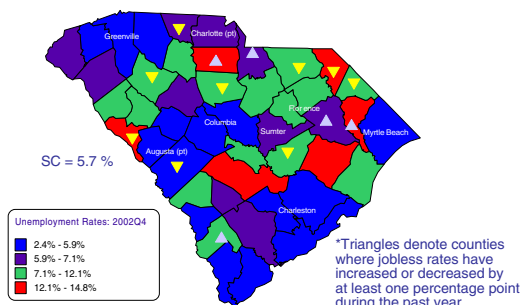 Greenville
Charlotte (pt)
Florence
Columbia
Sumter
Myrtle Beach
SC = 5.7 %
Augusta (pt)
Charleston
Unemployment Rates: 2002Q4
2.4% - 5.9%
5.9% - 7.1%
7.1% - 12.1%
12.1% - 14.8%
*Triangles denote counties
where jobless rates have
increased or decreased by
at least one percentage point
during the past year